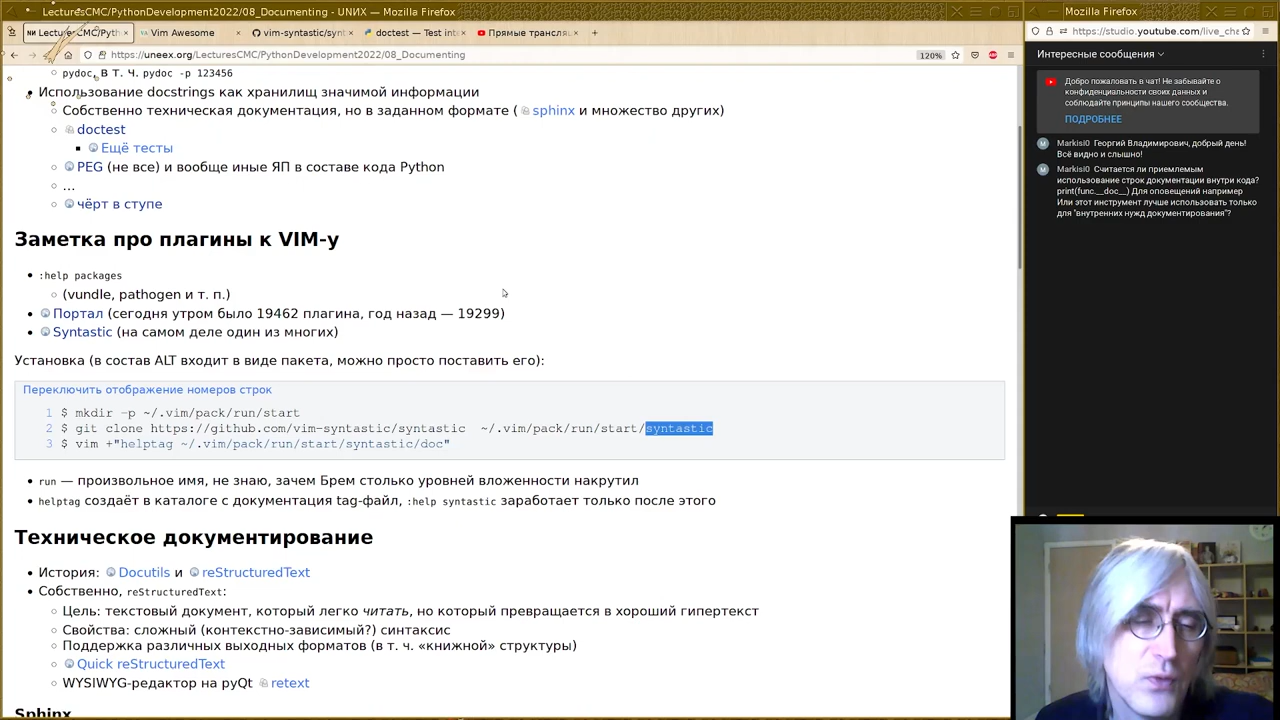 LecturesCMC/PythonDevelopment2022/08_Documenting - UNИX — Mozilla Firefox
LecturesCMC/Pyth
Vim Awesome
vim-syntastic/synt
doctest — Test inte
Прямые трансляц
https://uneex.org/LecturesCMC/PythonDevelopment2022/08_Documenting
120%
pydoc, в т. ч. pydoc -p 123456
Использование docstrings как хранилищ значимой информации
Собственно техническая документация, но в заданном формате ( sphinx и множество других)
doctest
Ещё тесты
PEG (не все) и вообще иные ЯП в составе кода Python
...
чёрт в ступе
Заметка про плагины к VIM-у
:help packages
(vundle, pathogen и т. п.)
Портал (сегодня утром было 19462 плагина, год назад — 19299)
Syntastic (на самом деле один из многих)
Установка (в состав ALT входит в виде пакета, можно просто поставить его):
Переключить отображение номеров строк
1 $ mkdir -p ~/.vim/pack/run/start
2 $ git clone https://github.com/vim-syntastic/syntastic ~/.vim/pack/run/start/syntastic
3 $ vim +"helptag ~/.vim/pack/run/start/syntastic/doc"
run — произвольное имя, не знаю, зачем Брем столько уровней вложенности накрутил
helptag создаёт в каталоге с документация tag-файл, :help syntastic заработает только после этого
Техническое документирование
История: Docutils и reStructuredText
Собственно, reStructuredText:
Цель: текстовый документ, который легко читать, но который превращается в хороший гипертекст
Свойства: сложный (контекстно-зависимый?) синтаксис
Поддержка различных выходных форматов (в т. ч. «книжной» структуры)
Quick reStructuredText
WYSIWYG-редактор на pyQt retext
Sphinx
Mozilla Firefox
https://studio.youtube.com/live_cha
Интересные сообщения
Добро пожаловать в чат! Не забывайте о
конфиденциальности своих данных и
соблюдайте принципы нашего сообщества.
ПОДРОБНЕЕ
M Markisi0 Георгий Владимирович, добрый день!
Всё видно и слышно!
M Markisi0 Считается ли приемлемым
использование строк документации внутри кода?
print(func.__doc__) Для оповещений например
Или этот инструмент лучше использовать только
для "внутренних нужд документирования"?